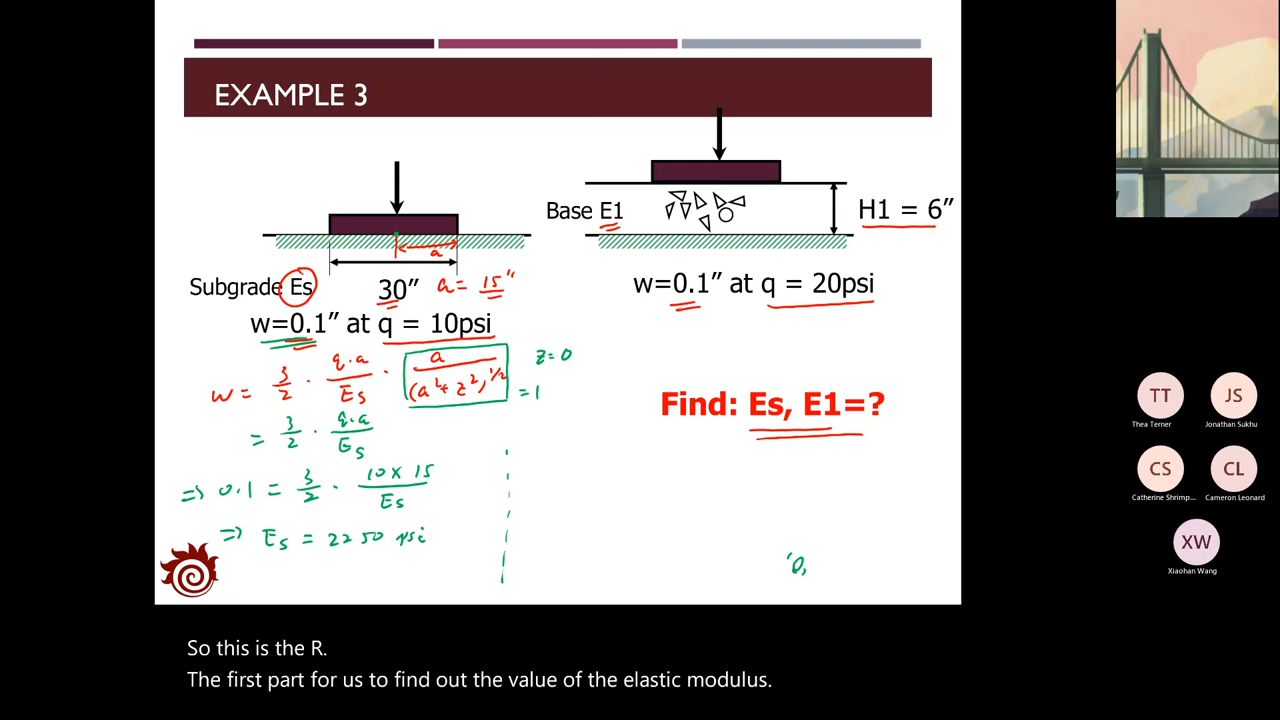 EXAMPLE 3
Base E1
H1 = 6”
a
Subgrade Es
30”
a = 15"
w=0.1” at q = 10psi
w=0.1” at q = 20psi
w = 3/2 · q·a/Es · a/(a²+z²)^1/2
z=0
=1
= 3/2 · q·a/Es
Find: Es, E1=?
=> 0.1 = 3/2 · 10×15/Es
=> Es = 2250 psi
TT
Thea Terner
JS
Jonathan Sukhu
CS
Catherine Shrimp...
CL
Cameron Leonard
XW
Xiaohan Wang
So this is the R.
The first part for us to find out the value of the elastic modulus.